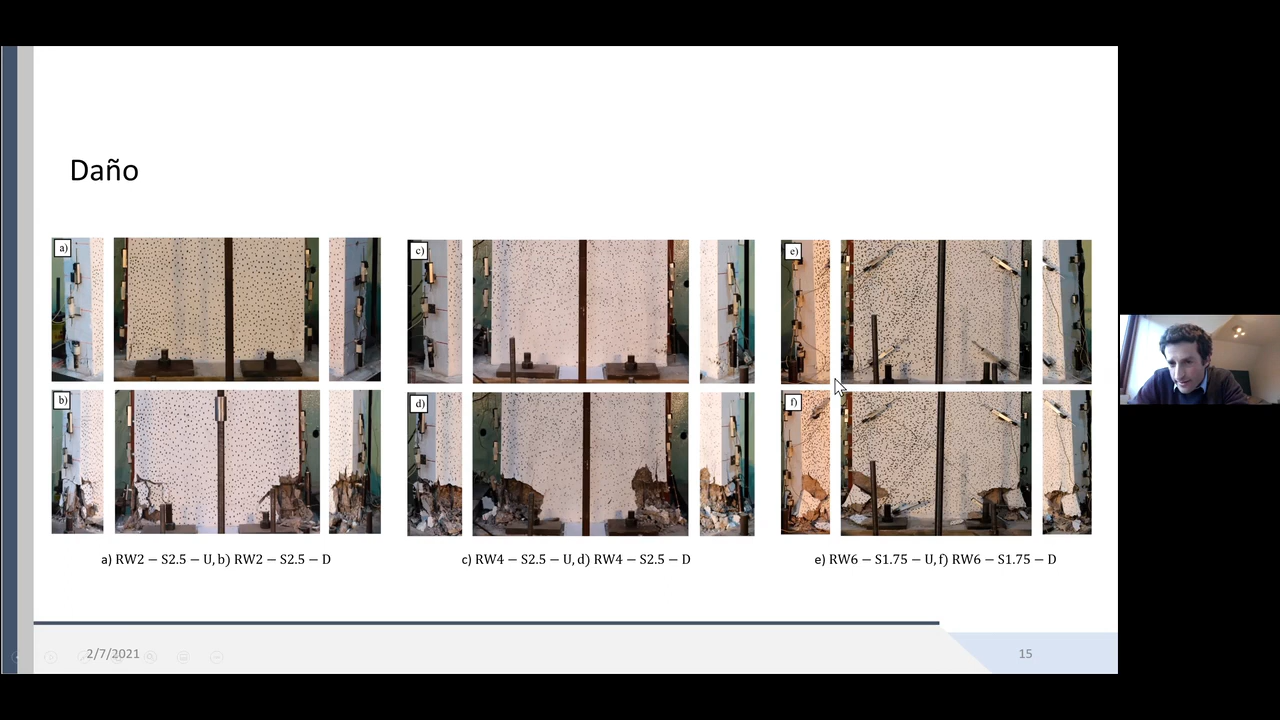 Daño
a)
c)
e)
b)
d)
f)
a) RW2 − S2.5 − U, b) RW2 − S2.5 − D
c) RW4 − S2.5 − U, d) RW4 − S2.5 − D
e) RW6 − S1.75 − U, f) RW6 − S1.75 − D
2/7/2021
15